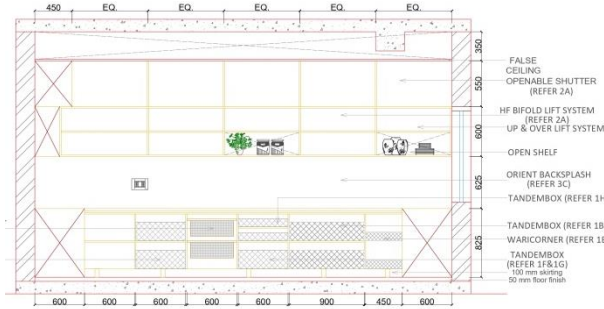 450 EQ. EQ. EQ. EQ. EQ.
350
550
600
625
825
FALSE
CEILING
OPENABLE SHUTTER
(REFER 2A)
HF BIFOLD LIFT SYSTEM
(REFER 2A)
UP & OVER LIFT SYSTEM
OPEN SHELF
ORIENT BACKSPLASH
(REFER 3C)
TANDEMBOX (REFER 1H
TANDEMBOX (REFER 1B
WARICORNER (REFER 1E
TANDEMBOX
(REFER 1F&1G)
100 mm skirting
50 mm floor finish
600 600 600 600 600 900 450 600